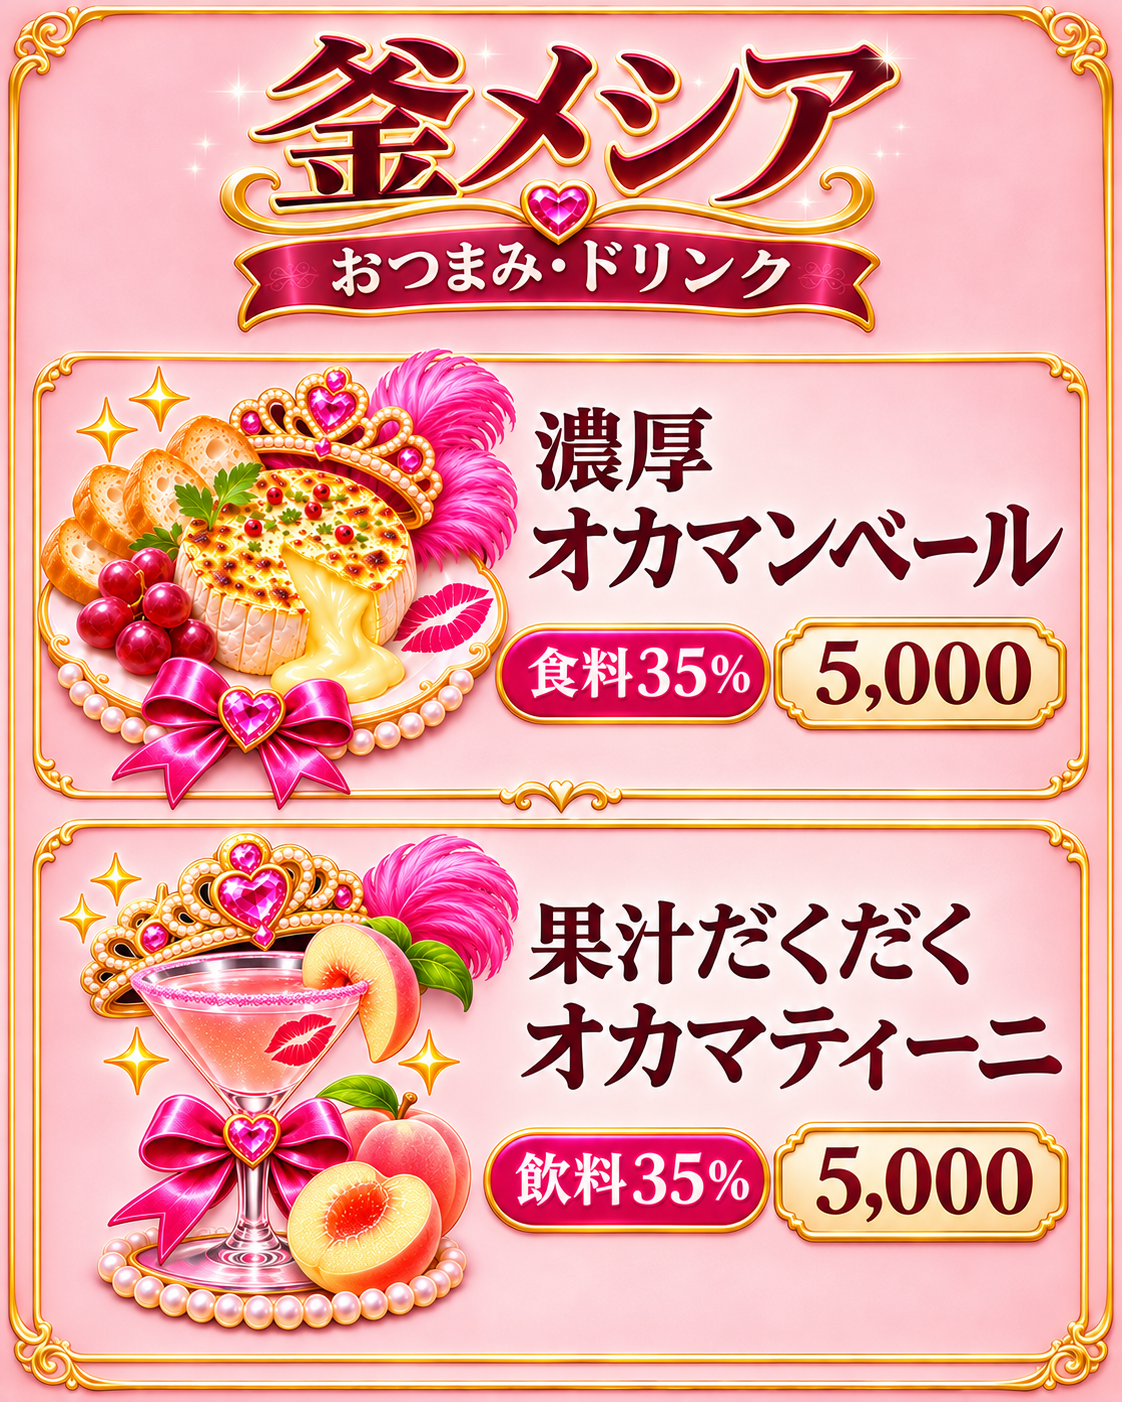 釜メシア
おつまみ・ドリンク
濃厚
オカマンベール
食料35%
5,000
果汁だくだく
オカマティーニ
飲料35%
5,000